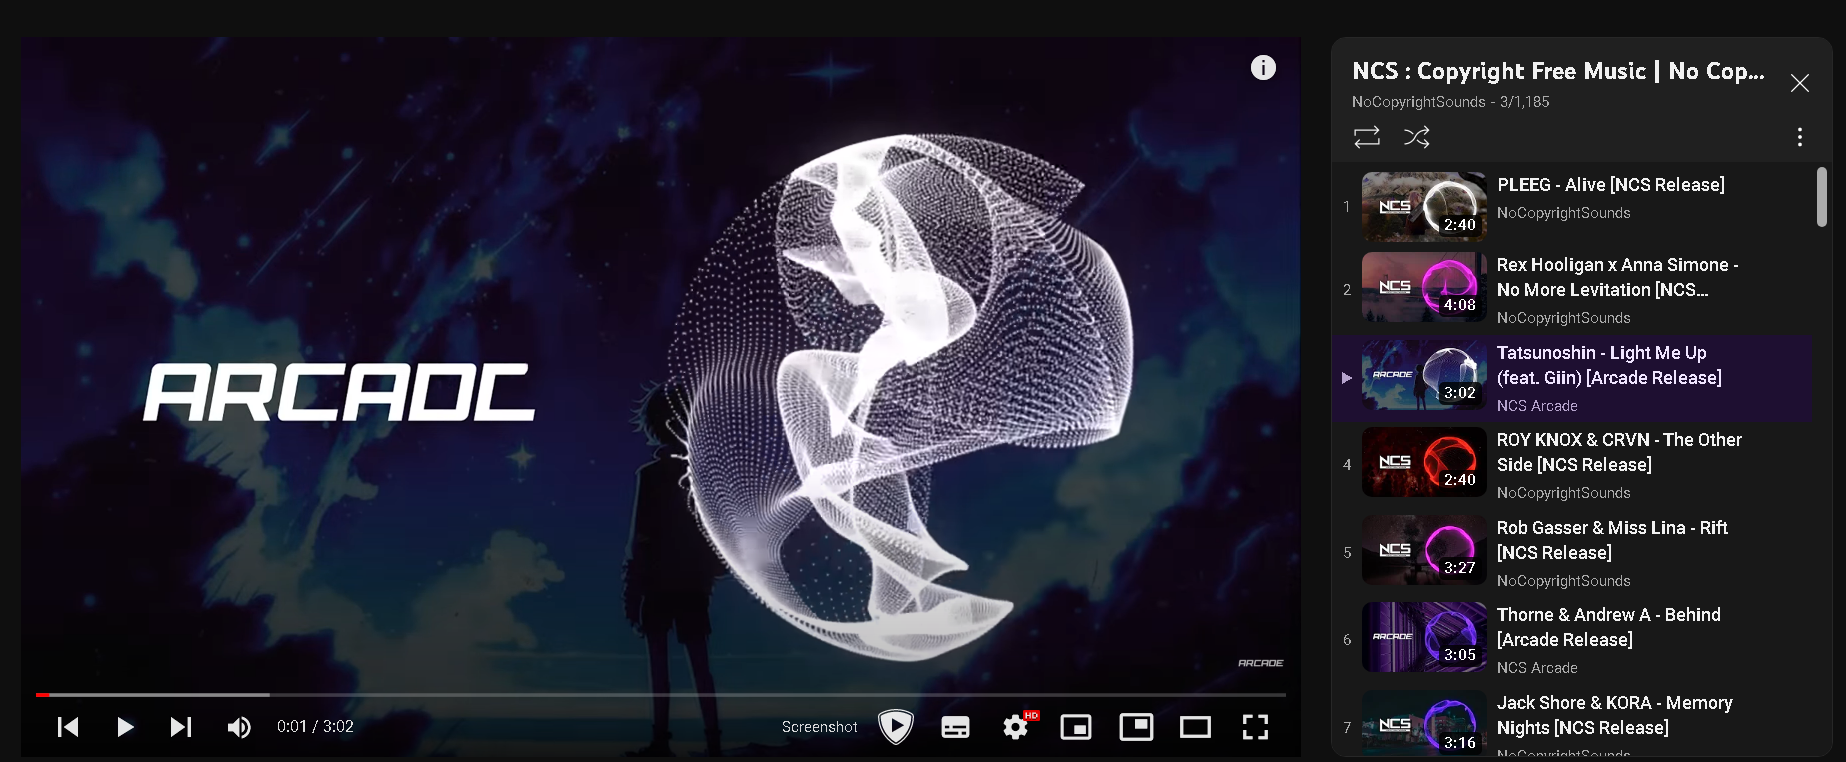 ARCADE
ARCADE
0:01 / 3:02
Screenshot
HD
NCS : Copyright Free Music | No Cop...
NoCopyrightSounds - 3/1,185
1
NCS
2:40
PLEEG - Alive [NCS Release]
NoCopyrightSounds
2
NCS
4:08
Rex Hooligan x Anna Simone -
No More Levitation [NCS...
NoCopyrightSounds
ARCADE
3:02
Tatsunoshin - Light Me Up
(feat. Giin) [Arcade Release]
NCS Arcade
4
NCS
2:40
ROY KNOX & CRVN - The Other
Side [NCS Release]
NoCopyrightSounds
5
NCS
3:27
Rob Gasser & Miss Lina - Rift
[NCS Release]
NoCopyrightSounds
6
ARCADE
3:05
Thorne & Andrew A - Behind
[Arcade Release]
NCS Arcade
7
NCS
3:16
Jack Shore & KORA - Memory
Nights [NCS Release]
NoCopyrightSounds